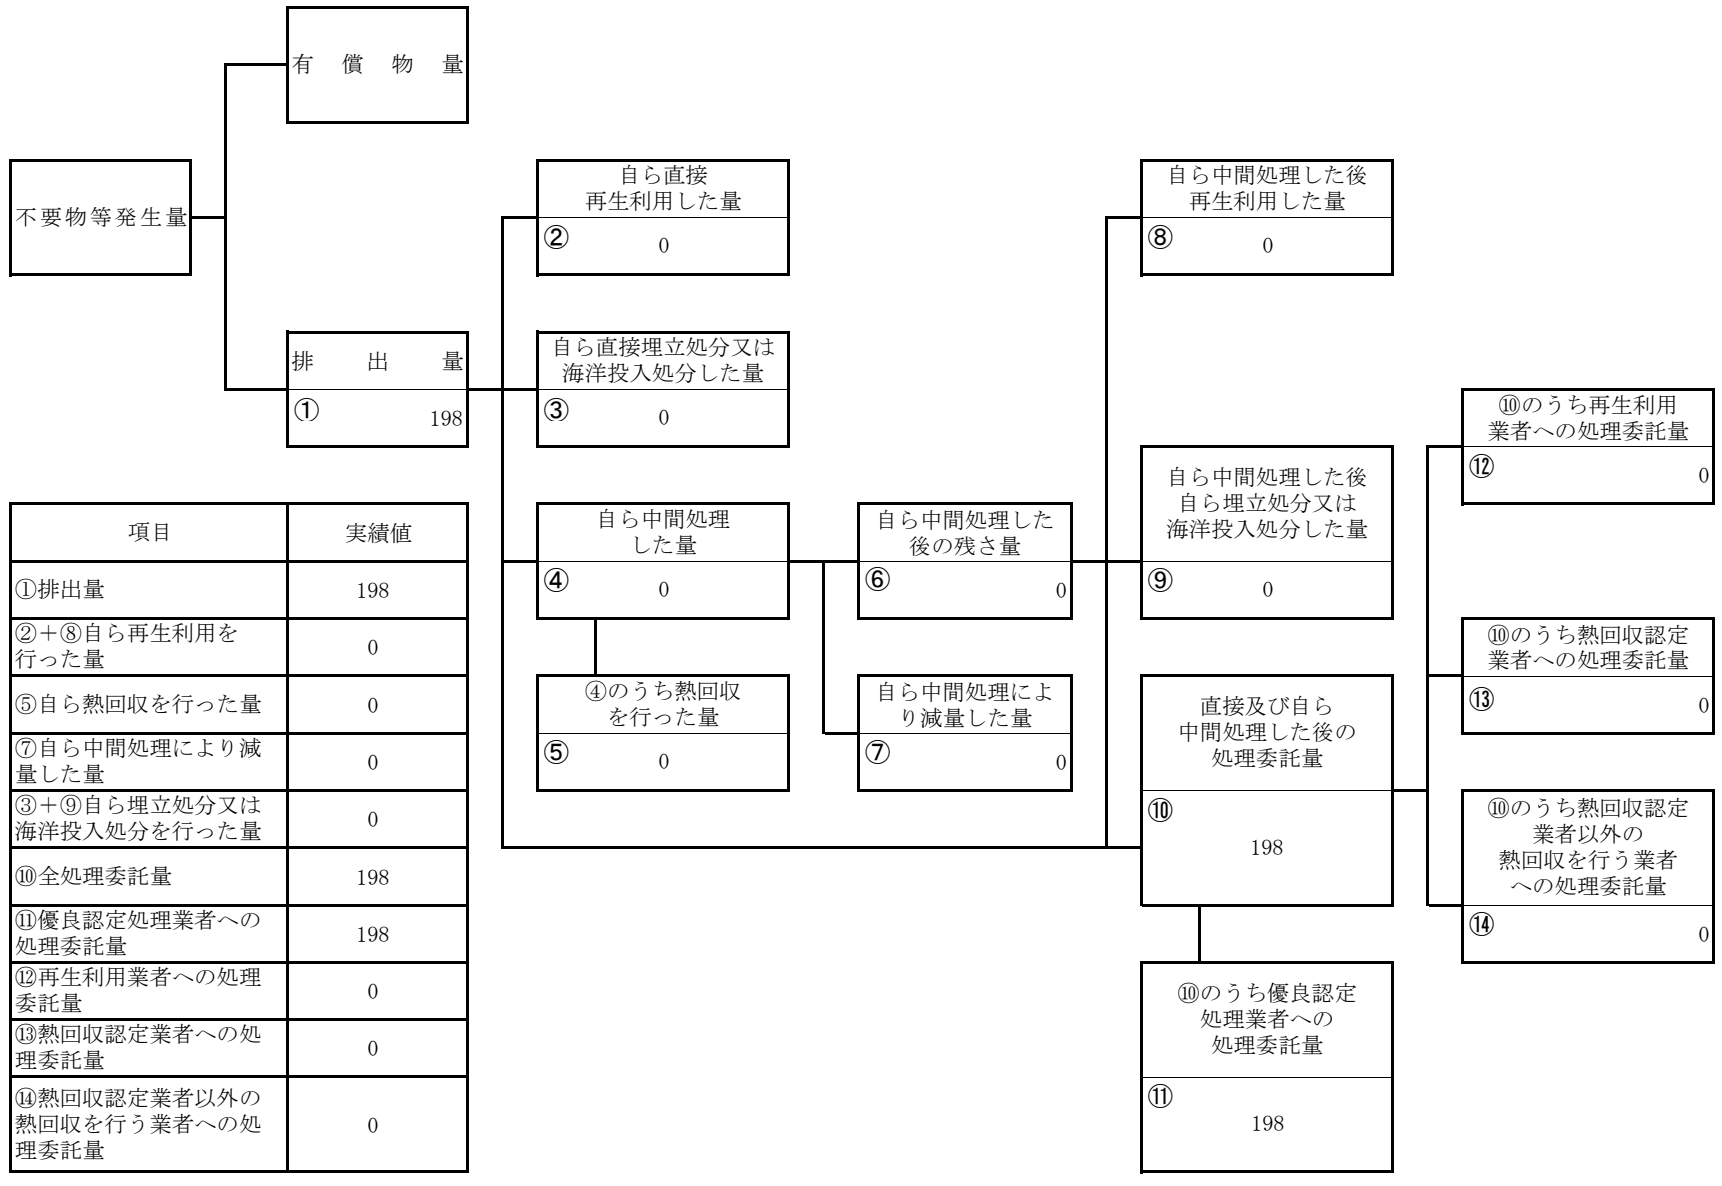 有償物量
不要物等発生量
排出量
①
198
自ら直接
再生利用した量
②
0
自ら直接埋立処分又は
海洋投入処分した量
③
0
自ら中間処理
した量
④
0
④のうち熱回収
を行った量
⑤
0
自ら中間処理した
後の残さ量
⑥
0
自ら中間処理によ
り減量した量
⑦
0
自ら中間処理した後
再生利用した量
⑧
0
自ら中間処理した後
自ら埋立処分又は
海洋投入処分した量
⑨
0
直接及び自ら
中間処理した後の
処理委託量
⑩
198
⑩のうち優良認定
処理業者への
処理委託量
⑪
198
⑩のうち再生利用
業者への処理委託量
⑫
0
⑩のうち熱回収認定
業者への処理委託量
⑬
0
⑩のうち熱回収認定
業者以外の
熱回収を行う業者
への処理委託量
⑭
0
項目 実績値
①排出量 198
②＋⑧自ら再生利用を
行った量
0
⑤自ら熱回収を行った量 0
⑦自ら中間処理により減
量した量
0
③＋⑨自ら埋立処分又は
海洋投入処分を行った量
0
⑩全処理委託量 198
⑪優良認定処理業者への
処理委託量
198
⑫再生利用業者への処理
委託量
0
⑬熱回収認定業者への処
理委託量
0
⑭熱回収認定業者以外の
熱回収を行う業者への処
理委託量
0